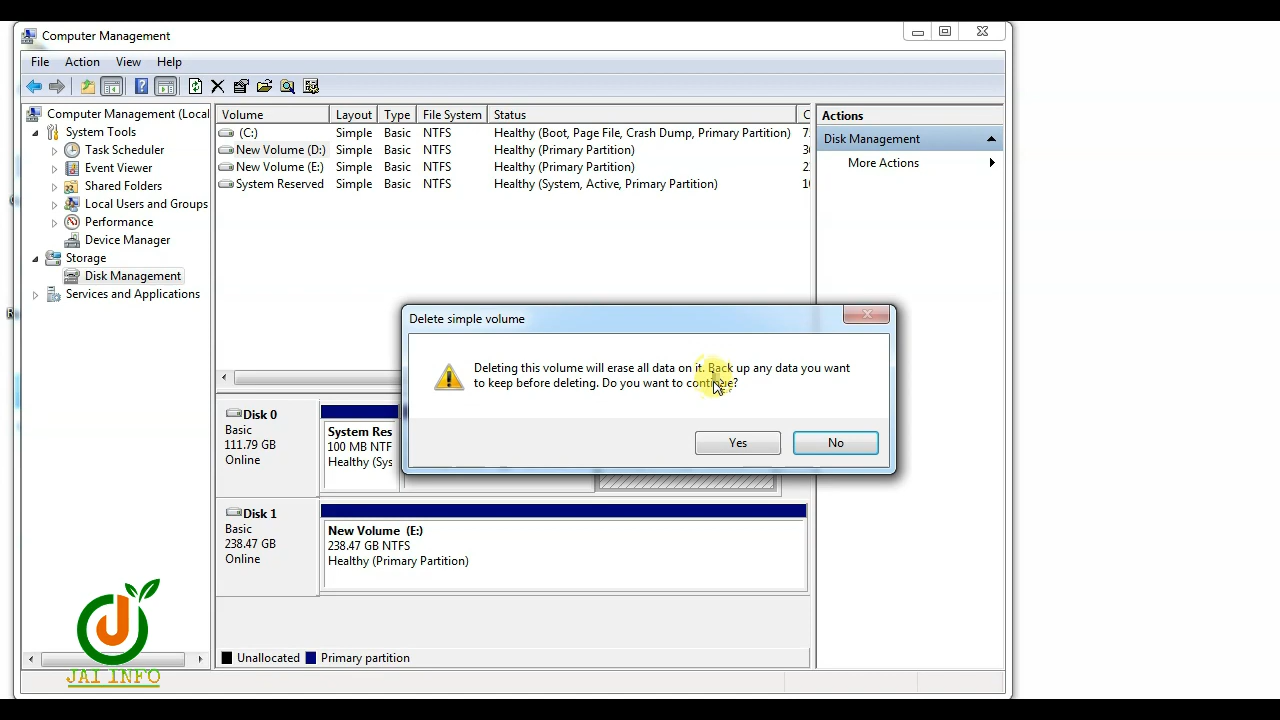 Computer Management
File Action View Help
Computer Management (Local
System Tools
Task Scheduler
Event Viewer
Shared Folders
Local Users and Groups
Performance
Device Manager
Storage
Disk Management
Services and Applications
Volume Layout Type File System Status C
(C:) Simple Basic NTFS Healthy (Boot, Page File, Crash Dump, Primary Partition) 7
New Volume (D:) Simple Basic NTFS Healthy (Primary Partition) 3
New Volume (E:) Simple Basic NTFS Healthy (Primary Partition) 2
System Reserved Simple Basic NTFS Healthy (System, Active, Primary Partition) 1
Actions
Disk Management
More Actions
Delete simple volume
Deleting this volume will erase all data on it. Back up any data you want
to keep before deleting. Do you want to continue?
Yes No
Disk 0
Basic
111.79 GB
Online
System Res
100 MB NTF
Healthy (Sys
Disk 1
Basic
238.47 GB
Online
New Volume (E:)
238.47 GB NTFS
Healthy (Primary Partition)
Unallocated Primary partition
JAI INFO